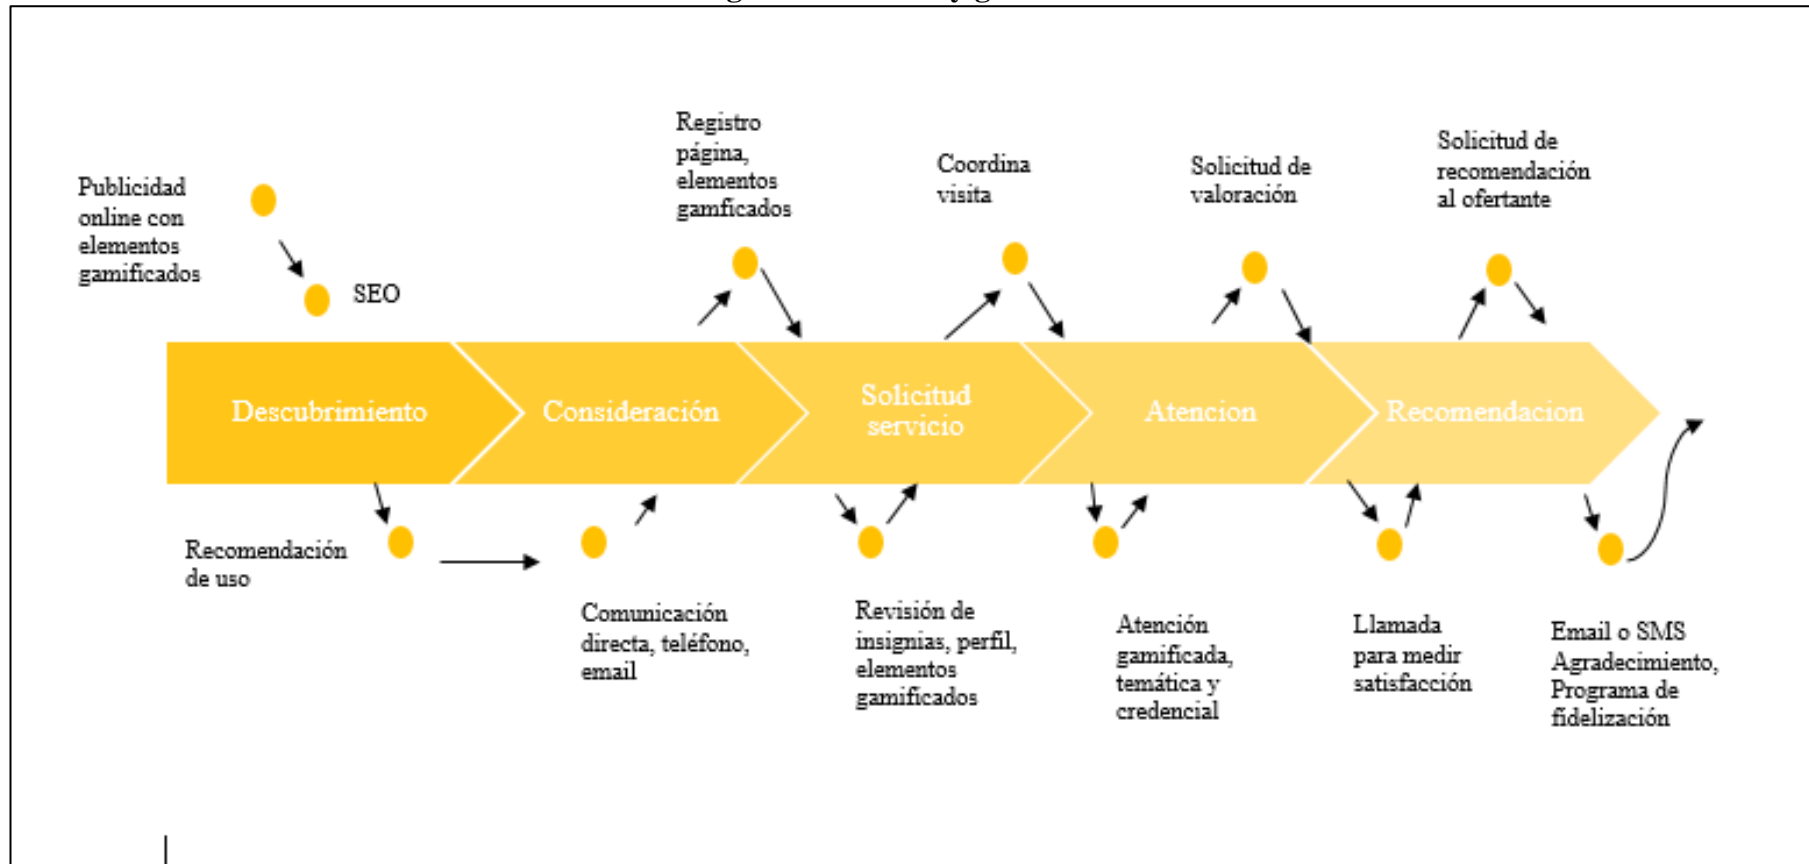 Publicidad
online con
elementos
gamificados
SEO
Registro
página,
elementos
gamficados
Coordina
visita
Solicitud de
valoración
Solicitud de
recomendación
al ofertante
Descubrimiento
Consideración
Solicitud
servicio
Atencion
Recomendacion
Recomendación
de uso
Comunicación
directa, teléfono,
email
Revisión de
insignias, perfil,
elementos
gamificados
Atención
gamificada,
temática y
credencial
Llamada
para medir
satisfacción
Email o SMS
Agradecimiento,
Programa de
fidelización